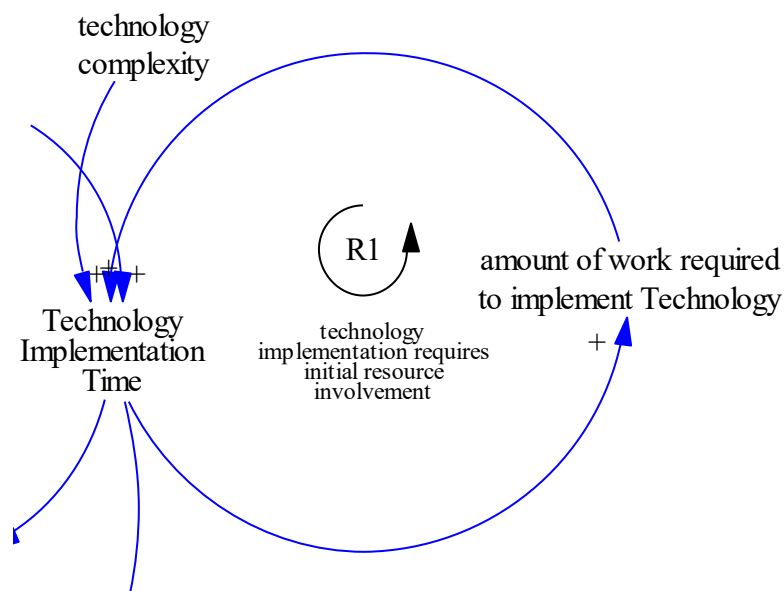 technology
complexity
R1
amount of work required
to implement Technology
+
+
+
+
Technology
Implementation
Time
technology
implementation requires
initial resource
involvement